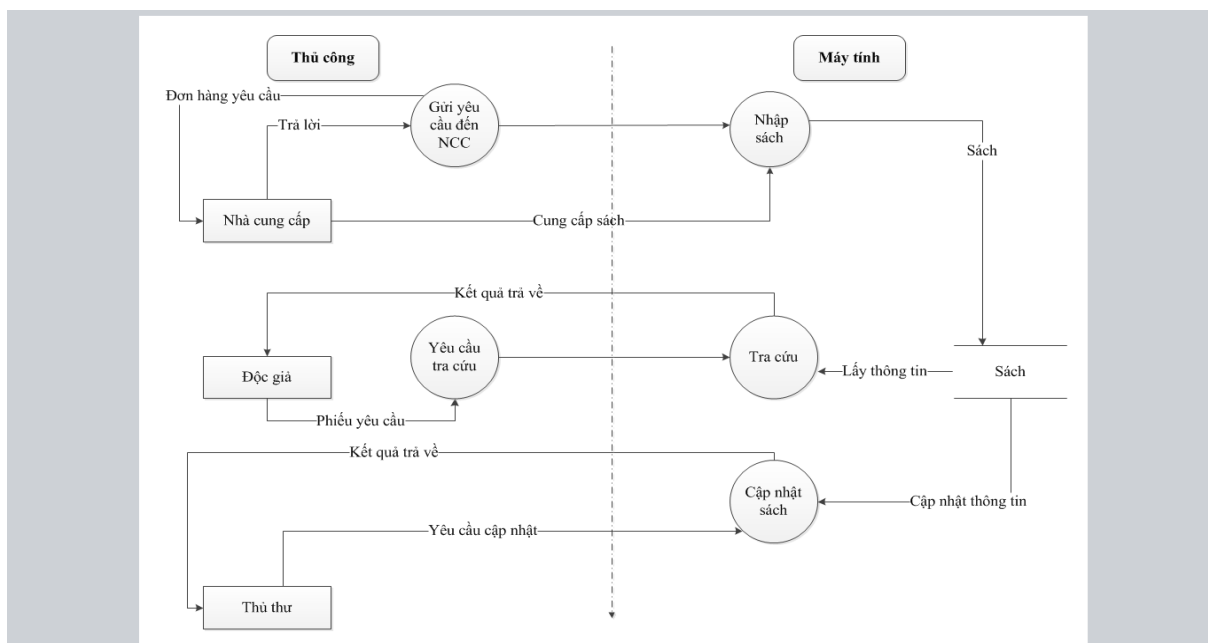 Thủ công
Máy tính
Đơn hàng yêu cầu
Gửi yêu
cầu đến
NCC
Trả lời
Nhập
sách
Sách
Nhà cung cấp
Cung cấp sách
Kết quả trả về
Yêu cầu
tra cứu
Tra cứu
Độc giả
Lấy thông tin
Sách
Phiếu yêu cầu
Kết quả trả về
Cập nhật
sách
Cập nhật thông tin
Yêu cầu cập nhật
Thủ thư